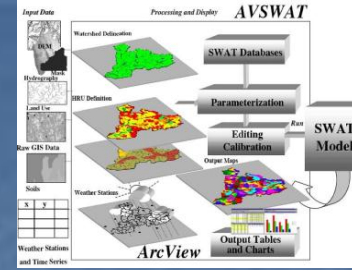 Input Data
Processing and Display
AVSWAT
DEM
Mask
Hydrography
Land Use
Raw GIS Data
Soils
x y
Weather Stations
and Time Series
Watershed Delineation
HRU Definition
Weather Stations
ArcView
SWAT Databases
Parameterization
Editing
Calibration
Run
SWAT
Model
Output Maps
Output Tables
and Charts